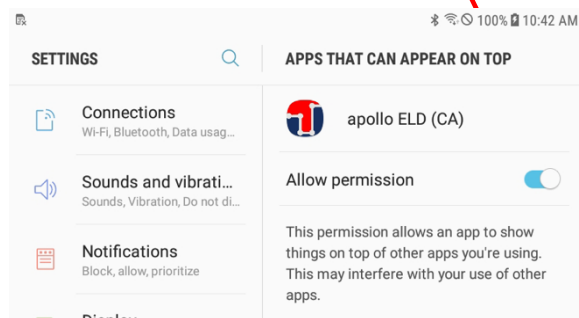 100% 10:42 AM
SETTINGS
APPS THAT CAN APPEAR ON TOP
Connections
Wi-Fi, Bluetooth, Data usag...
Sounds and vibrati...
Sounds, Vibration, Do not di...
Notifications
Block, allow, prioritize
apollo ELD (CA)
Allow permission
This permission allows an app to show
things on top of other apps you're using.
This may interfere with your use of other
apps.